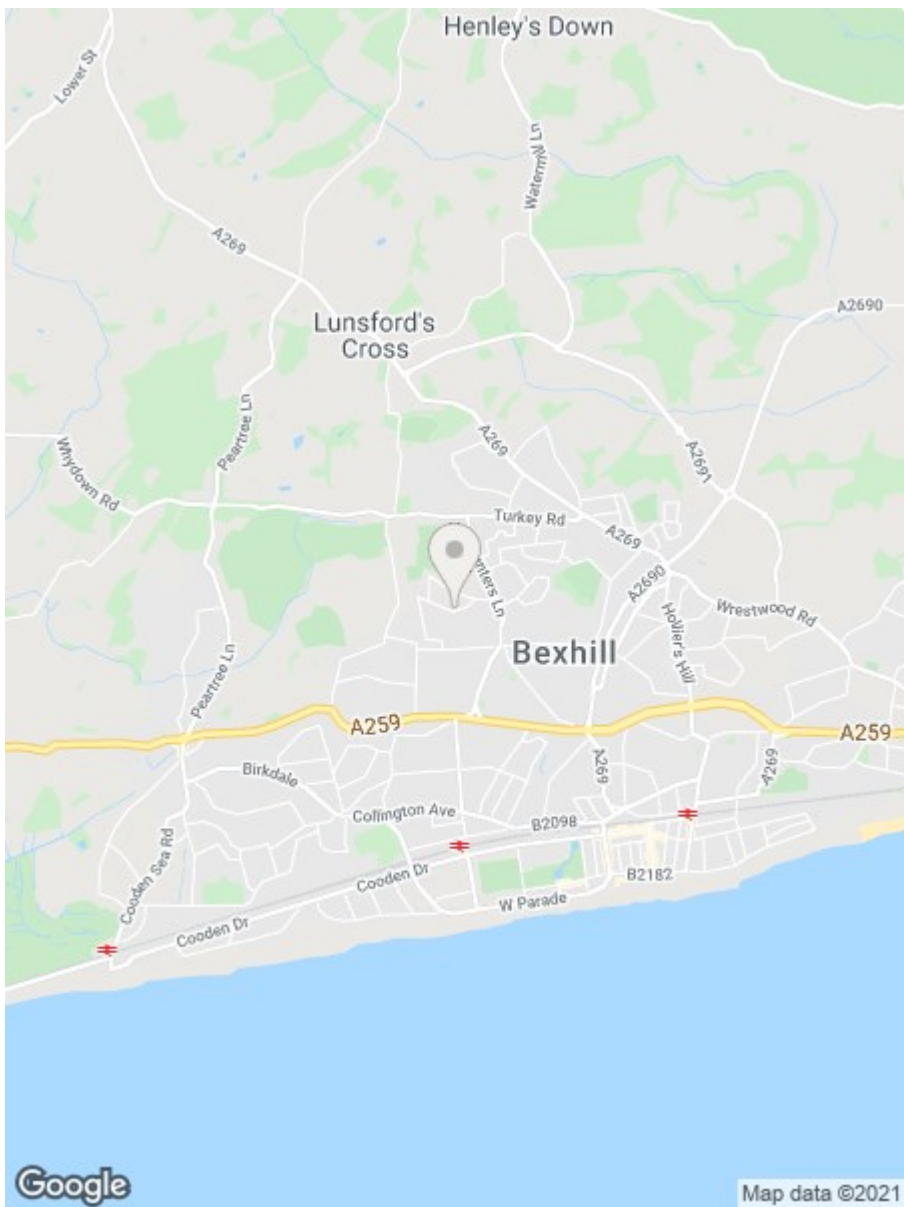 Henley's Down
Lower St
Watermill Ln
A269
A2690
Lunsford's
Cross
Peartree Ln
A269
A2691
Whydown Rd
Turkey Rd
A269
A2690
nters Ln
Wrestwood Rd
Hollier's Hill
Bexhill
Peartree Ln
A259
A259
A269
A269
Birkdale
Collington Ave
B2098
Cooden Sea Rd
Cooden Dr
B2182
W Parade
Cooden Dr
Google
Map data ©2021